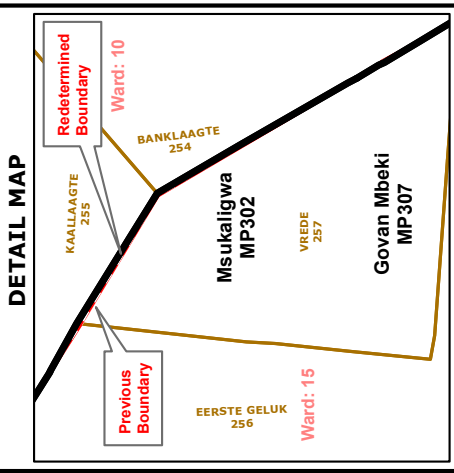 DETAIL MAP
Redetermined
Boundary
Ward: 10
KAALLAAGTE
255
BANKLAAGTE
254
Msukaligwa
MP302
VREDE
257
Govan Mbeki
MP307
Previous
Boundary
EERSTE GELUK
256
Ward: 15